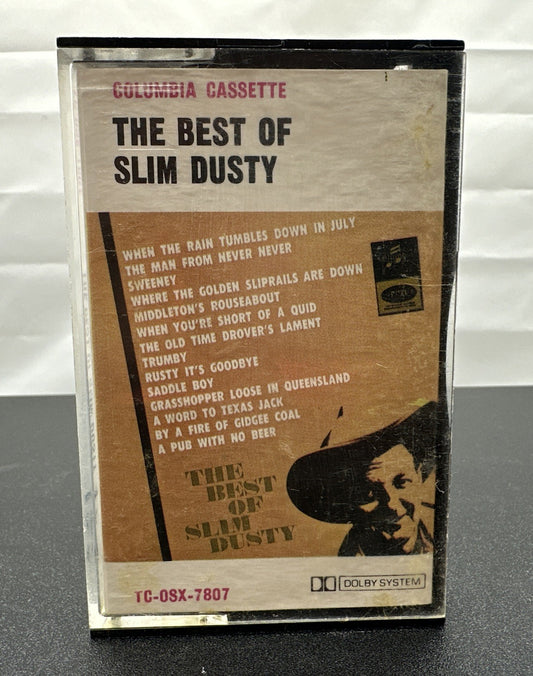 COLUMBIA CASSETTE
THE BEST OF
SLIM DUSTY
WHEN THE RAIN TUMBLES DOWN IN JULY
THE MAN FROM NEVER NEVER
SWEENEY
WHERE THE GOLDEN SLIPRAILS ARE DOWN
MIDDLETON'S ROUSEABOUT
WHEN YOU'RE SHORT OF A QUID
THE OLD TIME DROVER'S LAMENT
TRUMBY
RUSTY IT'S GOODBYE
SADDLE BOY
GRASSHOPPER LOOSE IN QUEENSLAND
A WORD TO TEXAS JACK
BY A FIRE OF GIDGEE COAL
A PUB WITH NO BEER
THE
BEST
OF
SLIM
DUSTY
TC-OSX-7807
DOLBY SYSTEM